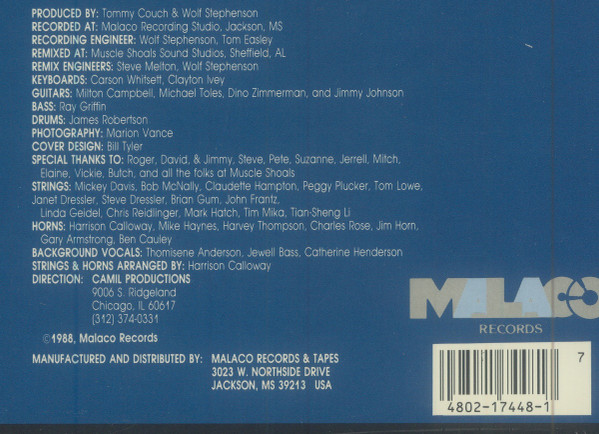 PRODUCED BY: Tommy Couch & Wolf Stephenson
RECORDED AT: Malaco Recording Studio, Jackson, MS
RECORDING ENGINEER: Wolf Stephenson, Tom Easley
REMIXED AT: Muscle Shoals Sound Studios, Sheffield, AL
REMIX ENGINEERS: Steve Melton, Wolf Stephenson
KEYBOARDS: Carson Whitsett, Clayton Ivey
GUITARS: Milton Campbell, Michael Toles, Dino Zimmerman, and Jimmy Johnson
BASS: Ray Griffin
DRUMS: James Robertson
PHOTOGRAPHY: Marion Vance
COVER DESIGN: Bill Tyler
SPECIAL THANKS TO: Roger, David, & Jimmy, Steve, Pete, Suzanne, Jerrell, Mitch,
Elaine, Vickie, Butch, and all the folks at Muscle Shoals
STRINGS: Mickey Davis, Bob McNally, Claudette Hampton, Peggy Plucker, Tom Lowe,
Janet Dressler, Steve Dressler, Brian Gum, John Frantz,
Linda Geidel, Chris Reidlinger, Mark Hatch, Tim Mika, Tian-Sheng Li
HORNS: Harrison Calloway, Mike Haynes, Harvey Thompson, Charles Rose, Jim Horn,
Gary Armstrong, Ben Cauley
BACKGROUND VOCALS: Thomisene Anderson, Jewell Bass, Catherine Henderson
STRINGS & HORNS ARRANGED BY: Harrison Calloway
DIRECTION: CAMIL PRODUCTIONS
9006 S. Ridgeland
Chicago, IL 60617
(312) 374-0331
©1988, Malaco Records
MANUFACTURED AND DISTRIBUTED BY: MALACO RECORDS & TAPES
3023 W. NORTHSIDE DRIVE
JACKSON, MS 39213 USA
MALACO
RECORDS
7
4802-17448-1